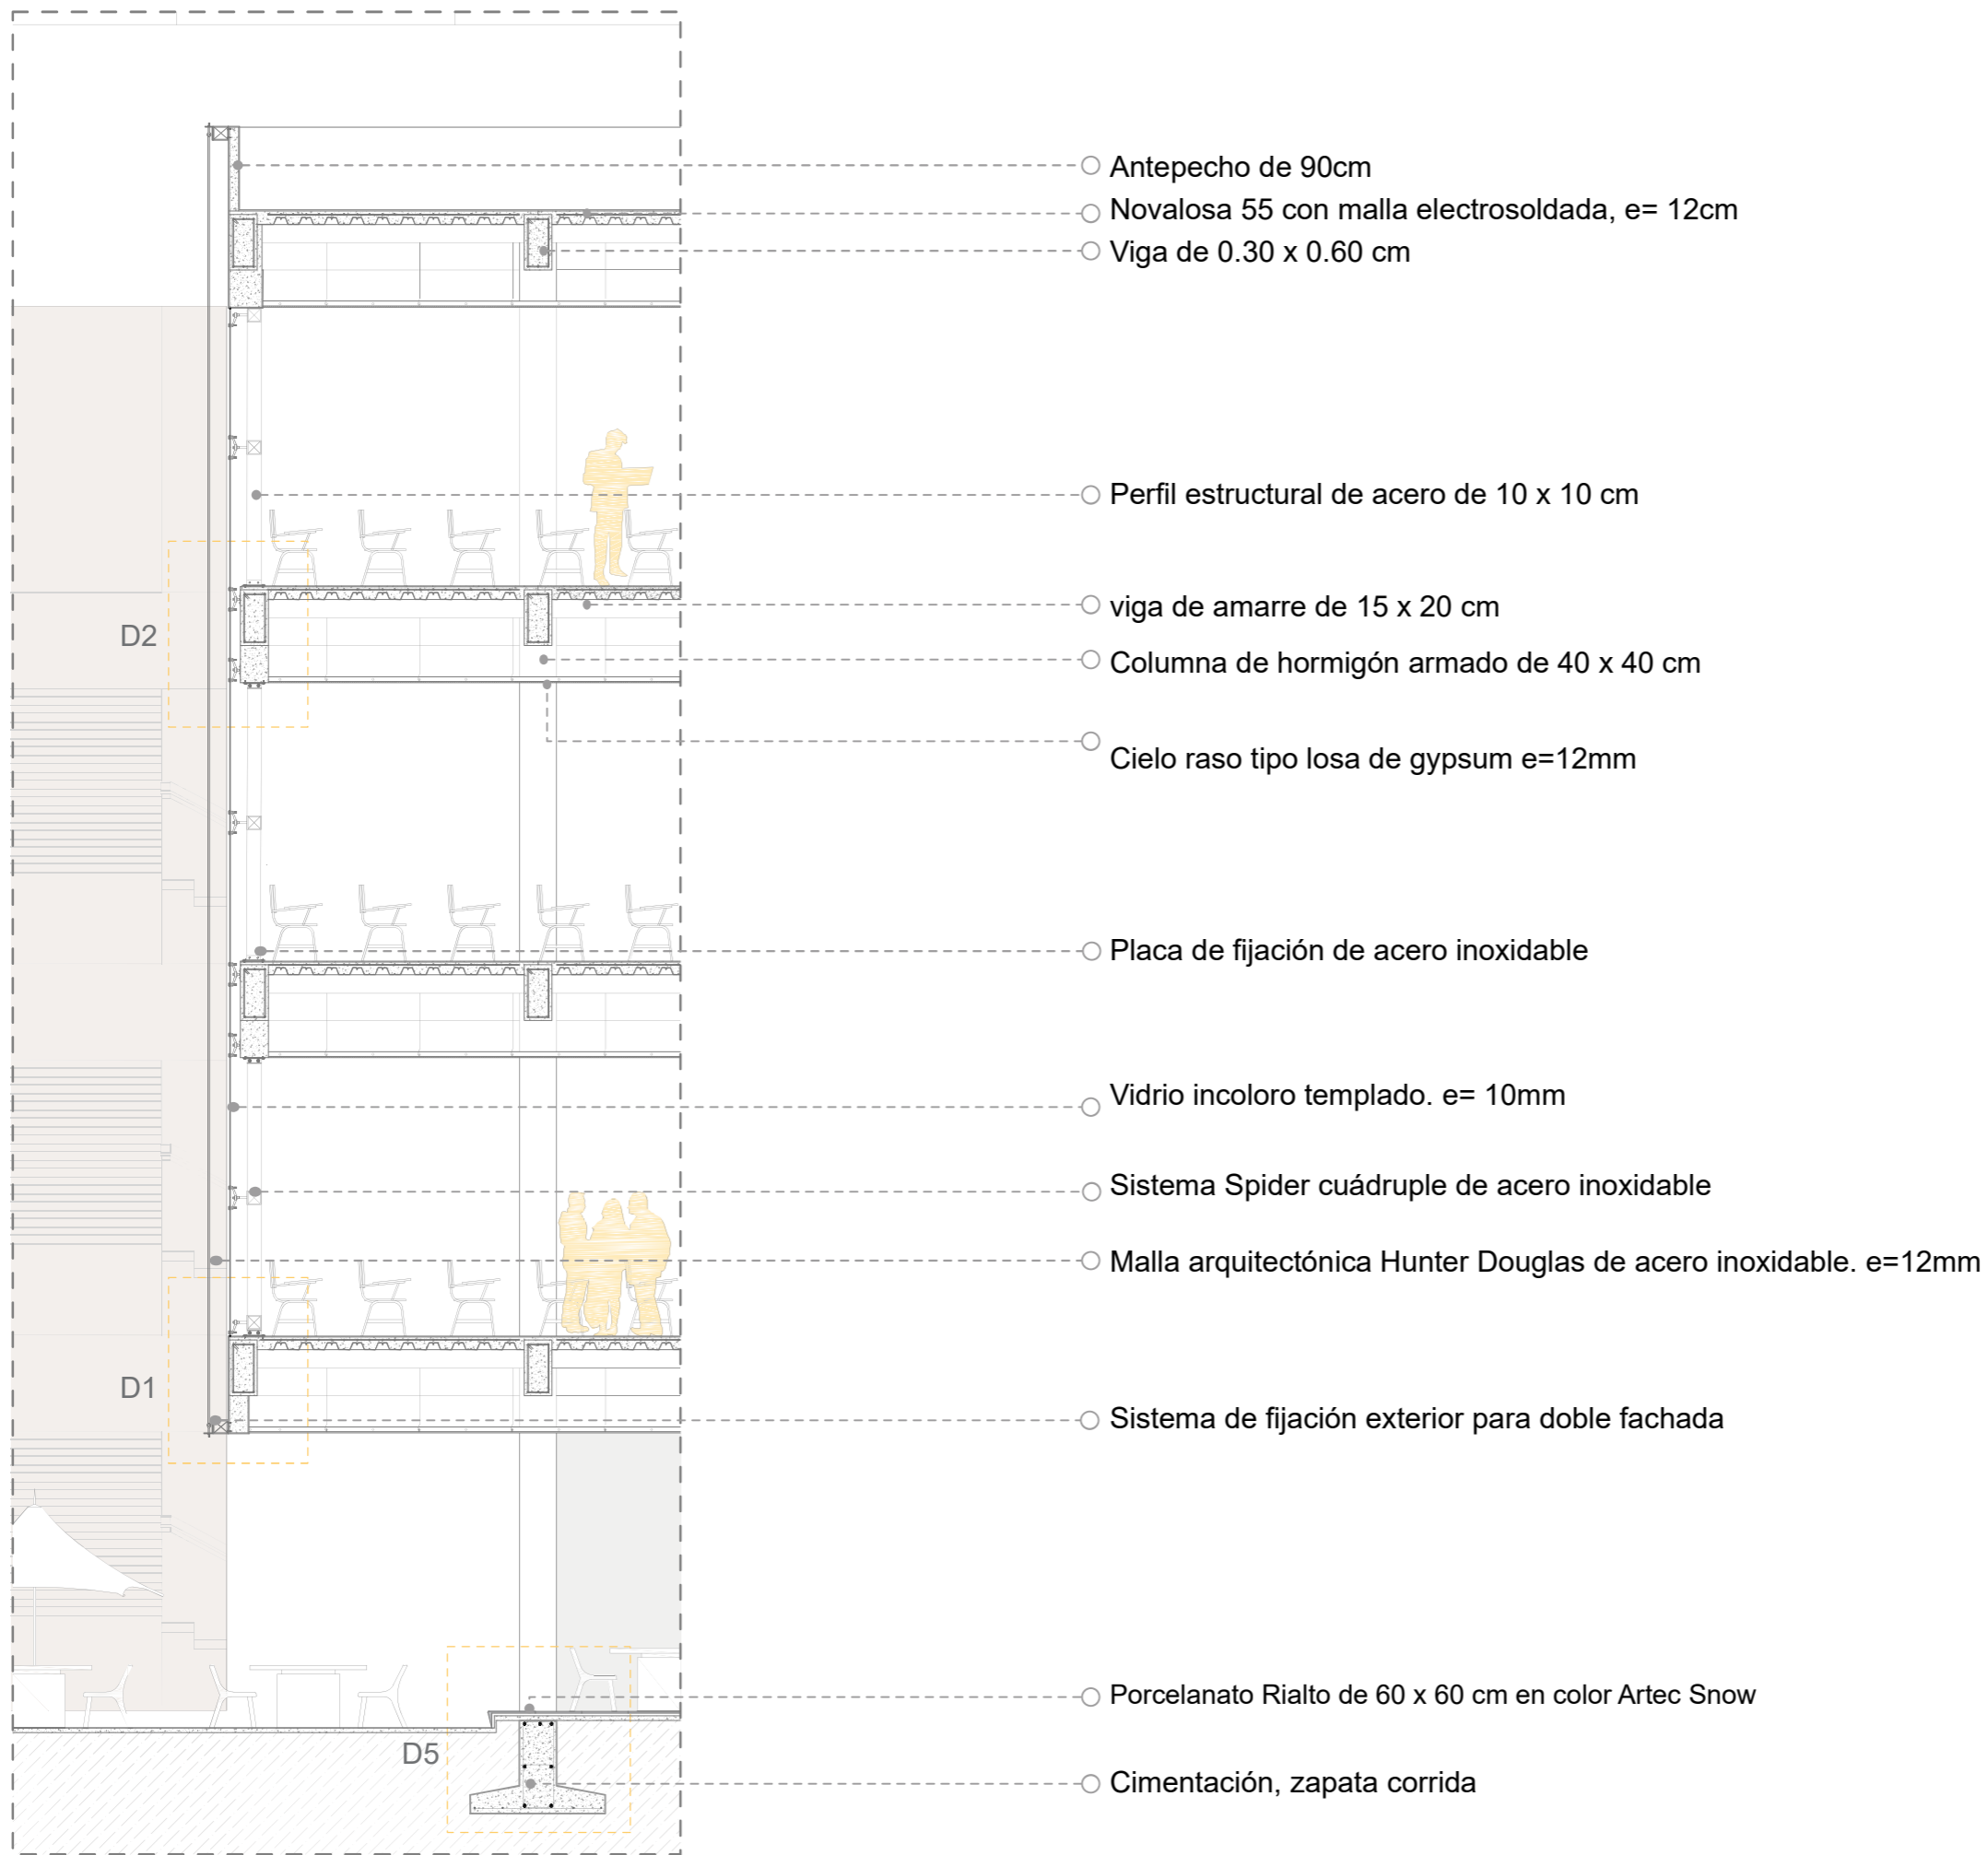 Antepecho de 90cm
Novalosa 55 con malla electrosoldada, e= 12cm
Viga de 0.30 x 0.60 cm
Perfil estructural de acero de 10 x 10 cm
viga de amarre de 15 x 20 cm
D2
Columna de hormigón armado de 40 x 40 cm
Cielo raso tipo losa de gypsum e=12mm
Placa de fijación de acero inoxidable
Vidrio incoloro templado. e= 10mm
Sistema Spider cuádruple de acero inoxidable
Malla arquitectónica Hunter Douglas de acero inoxidable. e=12mm
D1
Sistema de fijación exterior para doble fachada
Porcelanato Rialto de 60 x 60 cm en color Artec Snow
D5
Cimentación, zapata corrida